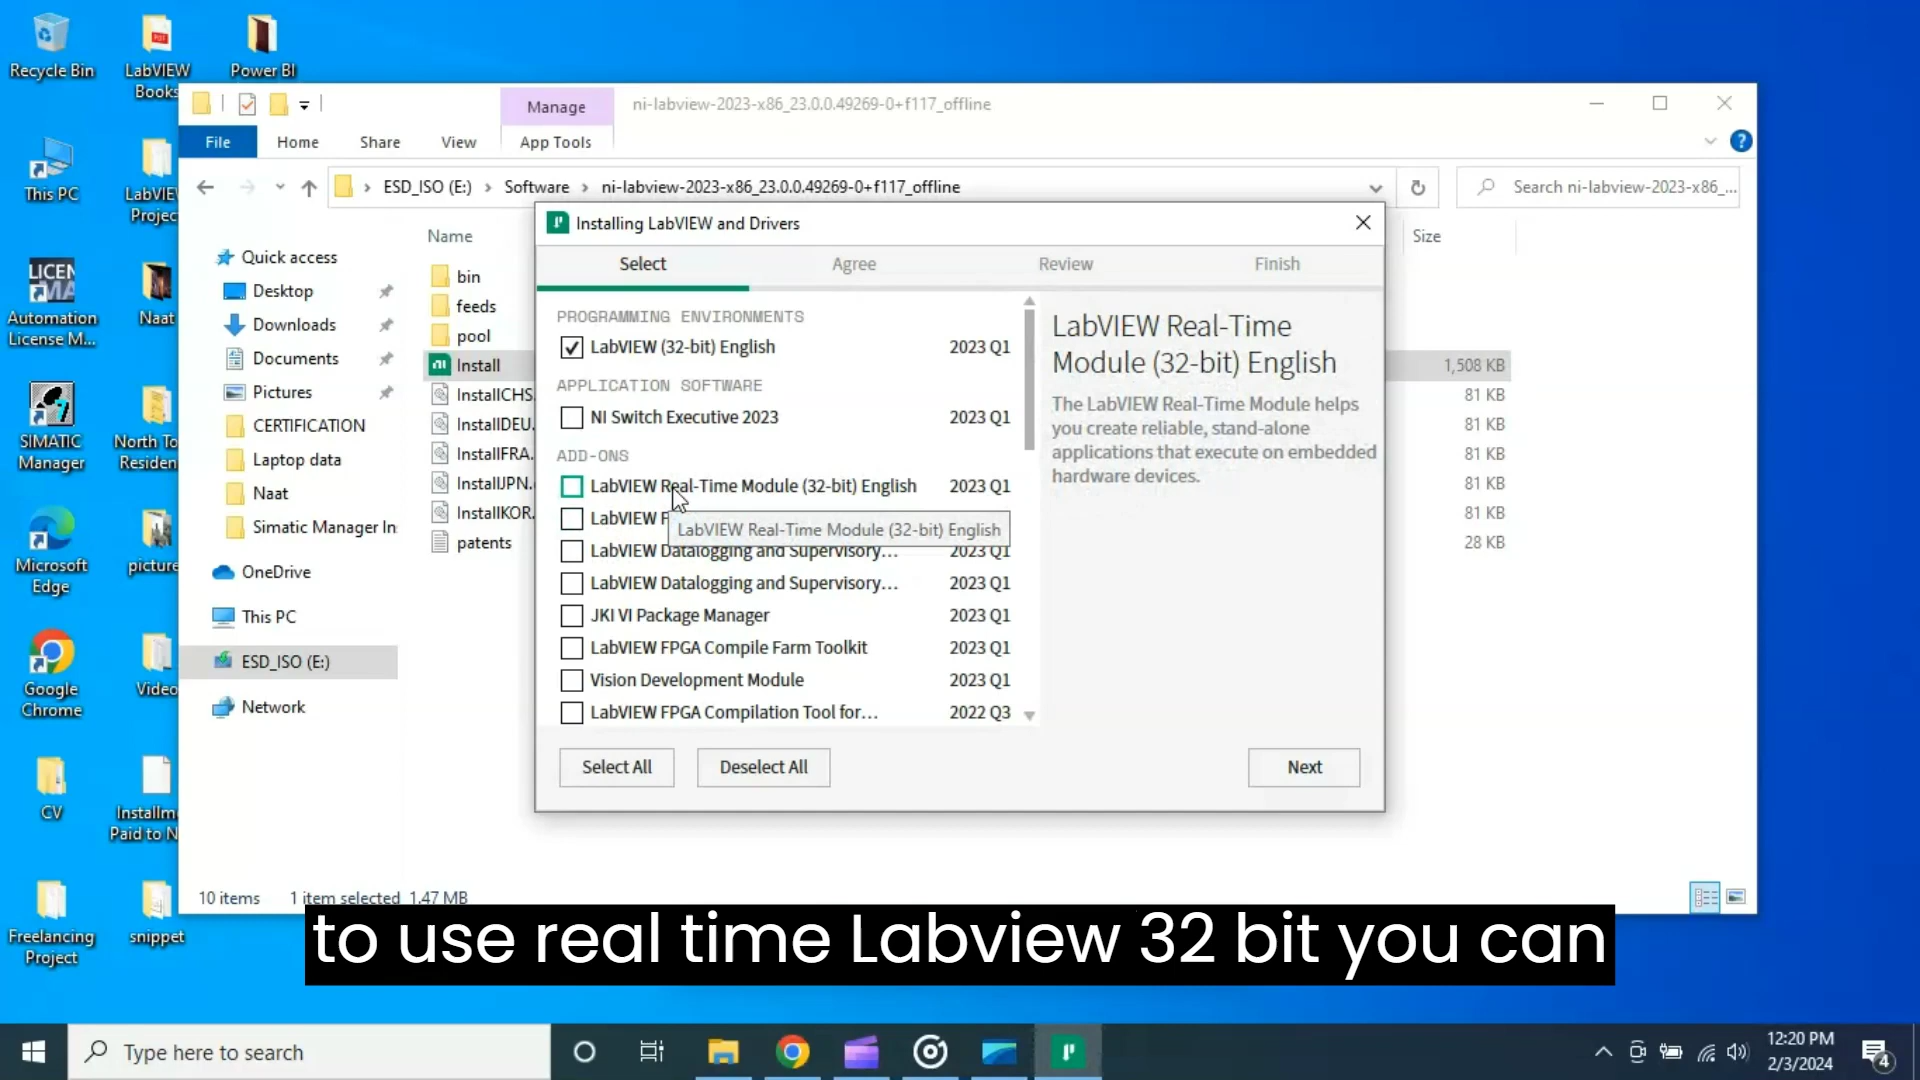 Recycle Bin
LabVIEW
Books
Power BI
This PC
LabVIEW
Project
Automation
License M...
Naat
SIMATIC
Manager
North To
Residen
Microsoft
Edge
picture
Google
Chrome
Video
CV
Installm
Paid to N
Freelancing
Project
snippet
LICEN
Manage
ni-labview-2023-x86_23.0.0.49269-0+f117_offline
File
Home
Share
View
App Tools
ESD_ISO (E:) › Software › ni-labview-2023-x86_23.0.0.49269-0+f117_offline
Search ni-labview-2023-x86_...
Name
Size
Quick access
Desktop
Downloads
Documents
Pictures
CERTIFICATION
Laptop data
Naat
Simatic Manager In
OneDrive
This PC
ESD_ISO (E:)
Network
bin
feeds
pool
Install
InstallCHS.
InstallDEU.
InstallFRA.
InstallJPN.
InstallKOR.
patents
1,508 KB
81 KB
81 KB
81 KB
81 KB
81 KB
28 KB
Installing LabVIEW and Drivers
Select
Agree
Review
Finish
PROGRAMMING ENVIRONMENTS
LabVIEW (32-bit) English 2023 Q1
APPLICATION SOFTWARE
NI Switch Executive 2023 2023 Q1
ADD-ONS
LabVIEW Real-Time Module (32-bit) English 2023 Q1
LabVIEW F
LabVIEW Real-Time Module (32-bit) English
LabVIEW Datalogging and Supervisory... 2023 Q1
LabVIEW Datalogging and Supervisory... 2023 Q1
JKI VI Package Manager 2023 Q1
LabVIEW FPGA Compile Farm Toolkit 2023 Q1
Vision Development Module 2023 Q1
LabVIEW FPGA Compilation Tool for... 2022 Q3
LabVIEW Real-Time
Module (32-bit) English
The LabVIEW Real-Time Module helps
you create reliable, stand-alone
applications that execute on embedded
hardware devices.
Select All
Deselect All
Next
10 items
1 item selected 1.47 MB
to use real time Labview 32 bit you can
Type here to search
12:20 PM
2/3/2024
4